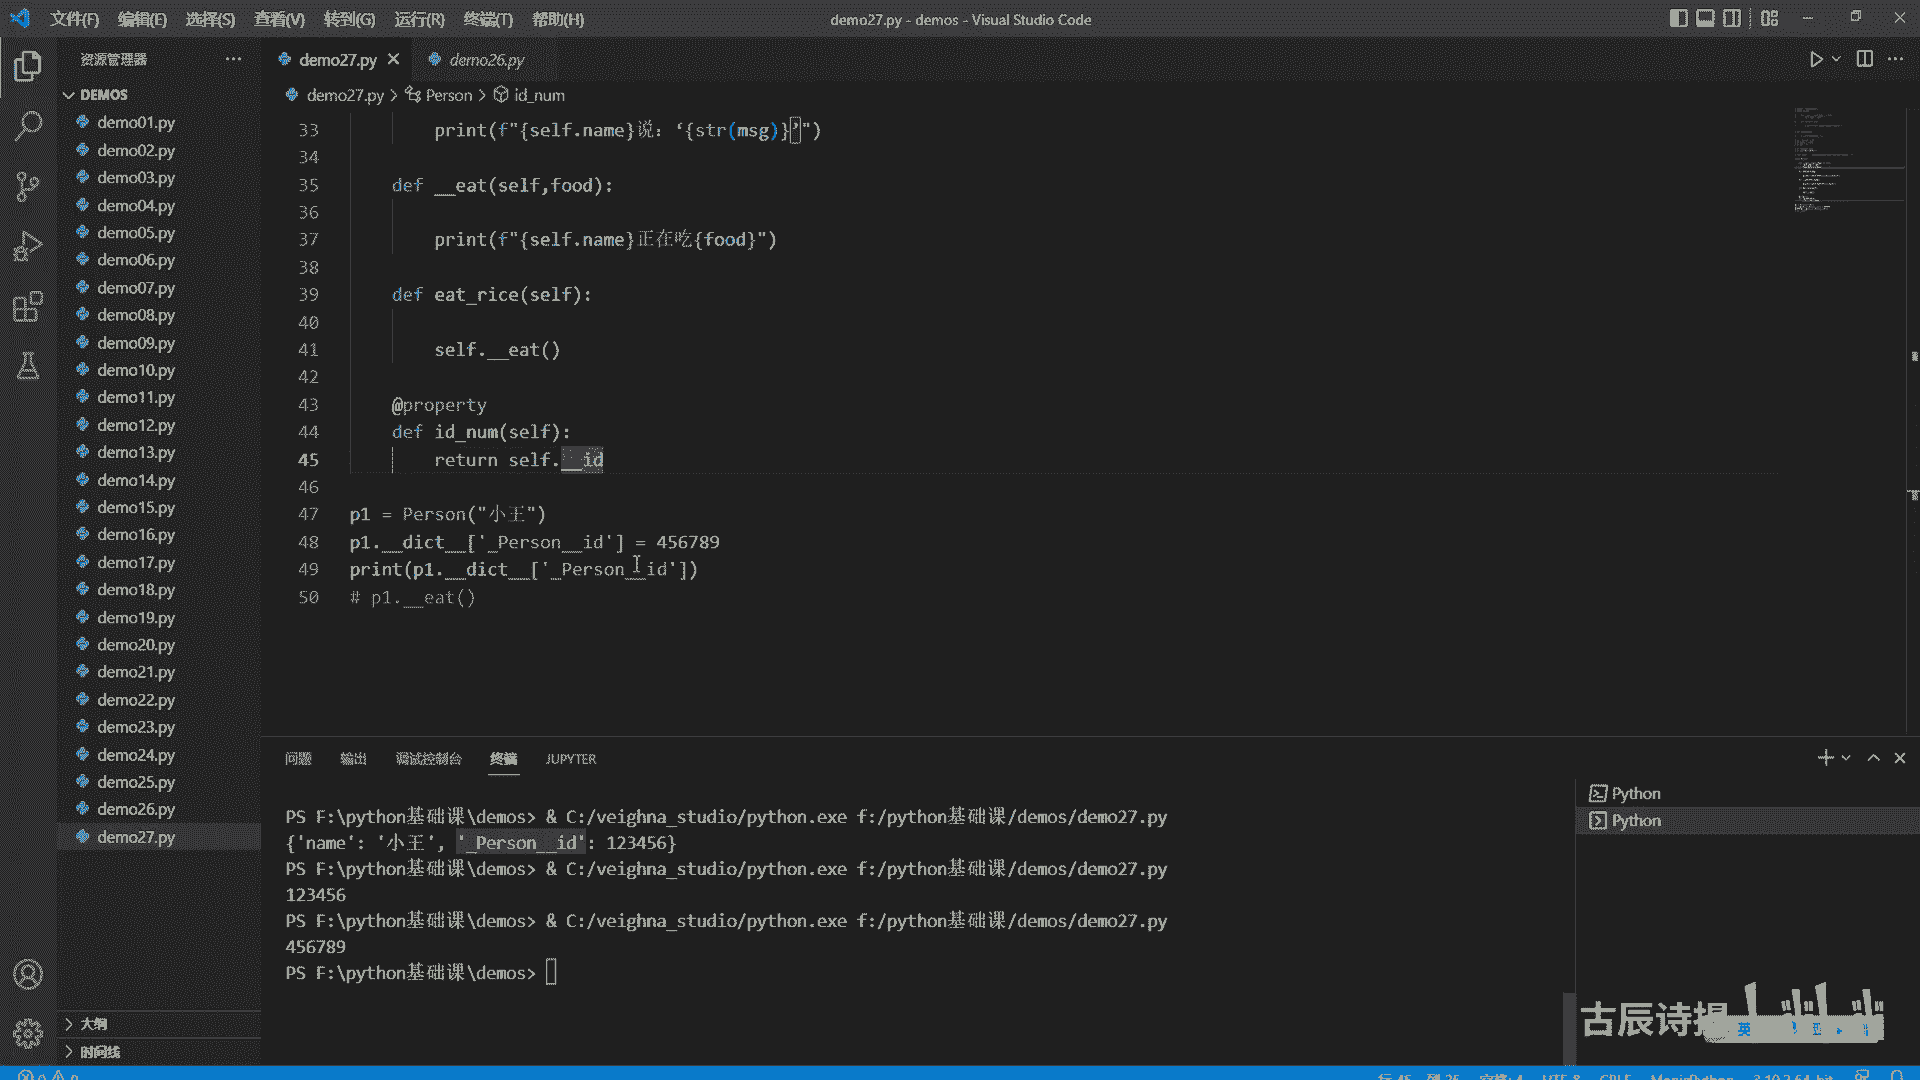 文件(F) 编辑(E) 选择(S) 查看(V) 转到(G) 运行(R) 终端(T) 帮助(H) demo27.py - demos - Visual Studio Code
资源管理器
DEMOS
demo01.py
demo02.py
demo03.py
demo04.py
demo05.py
demo06.py
demo07.py
demo08.py
demo09.py
demo10.py
demo11.py
demo12.py
demo13.py
demo14.py
demo15.py
demo16.py
demo17.py
demo18.py
demo19.py
demo20.py
demo21.py
demo22.py
demo23.py
demo24.py
demo25.py
demo26.py
demo27.py
大纲
时间线
demo27.py demo26.py
demo27.py > Person > id_num
33 print(f"{self.name}说：‘{str(msg)}’")
34
35 def __eat(self,food):
36
37 print(f"{self.name}正在吃{food}")
38
39 def eat_rice(self):
40
41 self.__eat()
42
43 @property
44 def id_num(self):
45 return self.__id
46
47 p1 = Person("小王")
48 p1.__dict__['_Person__id'] = 456789
49 print(p1.__dict__['_Person__id'])
50 # p1.__eat()
问题 输出 调试控制台 终端 JUPYTER
PS F:\python基础课\demos> & C:/veighna_studio/python.exe f:/python基础课/demos/demo27.py
{'name': '小王', '_Person__id': 123456}
PS F:\python基础课\demos> & C:/veighna_studio/python.exe f:/python基础课/demos/demo27.py
123456
PS F:\python基础课\demos> & C:/veighna_studio/python.exe f:/python基础课/demos/demo27.py
456789
PS F:\python基础课\demos>
Python
Python
古辰诗
英